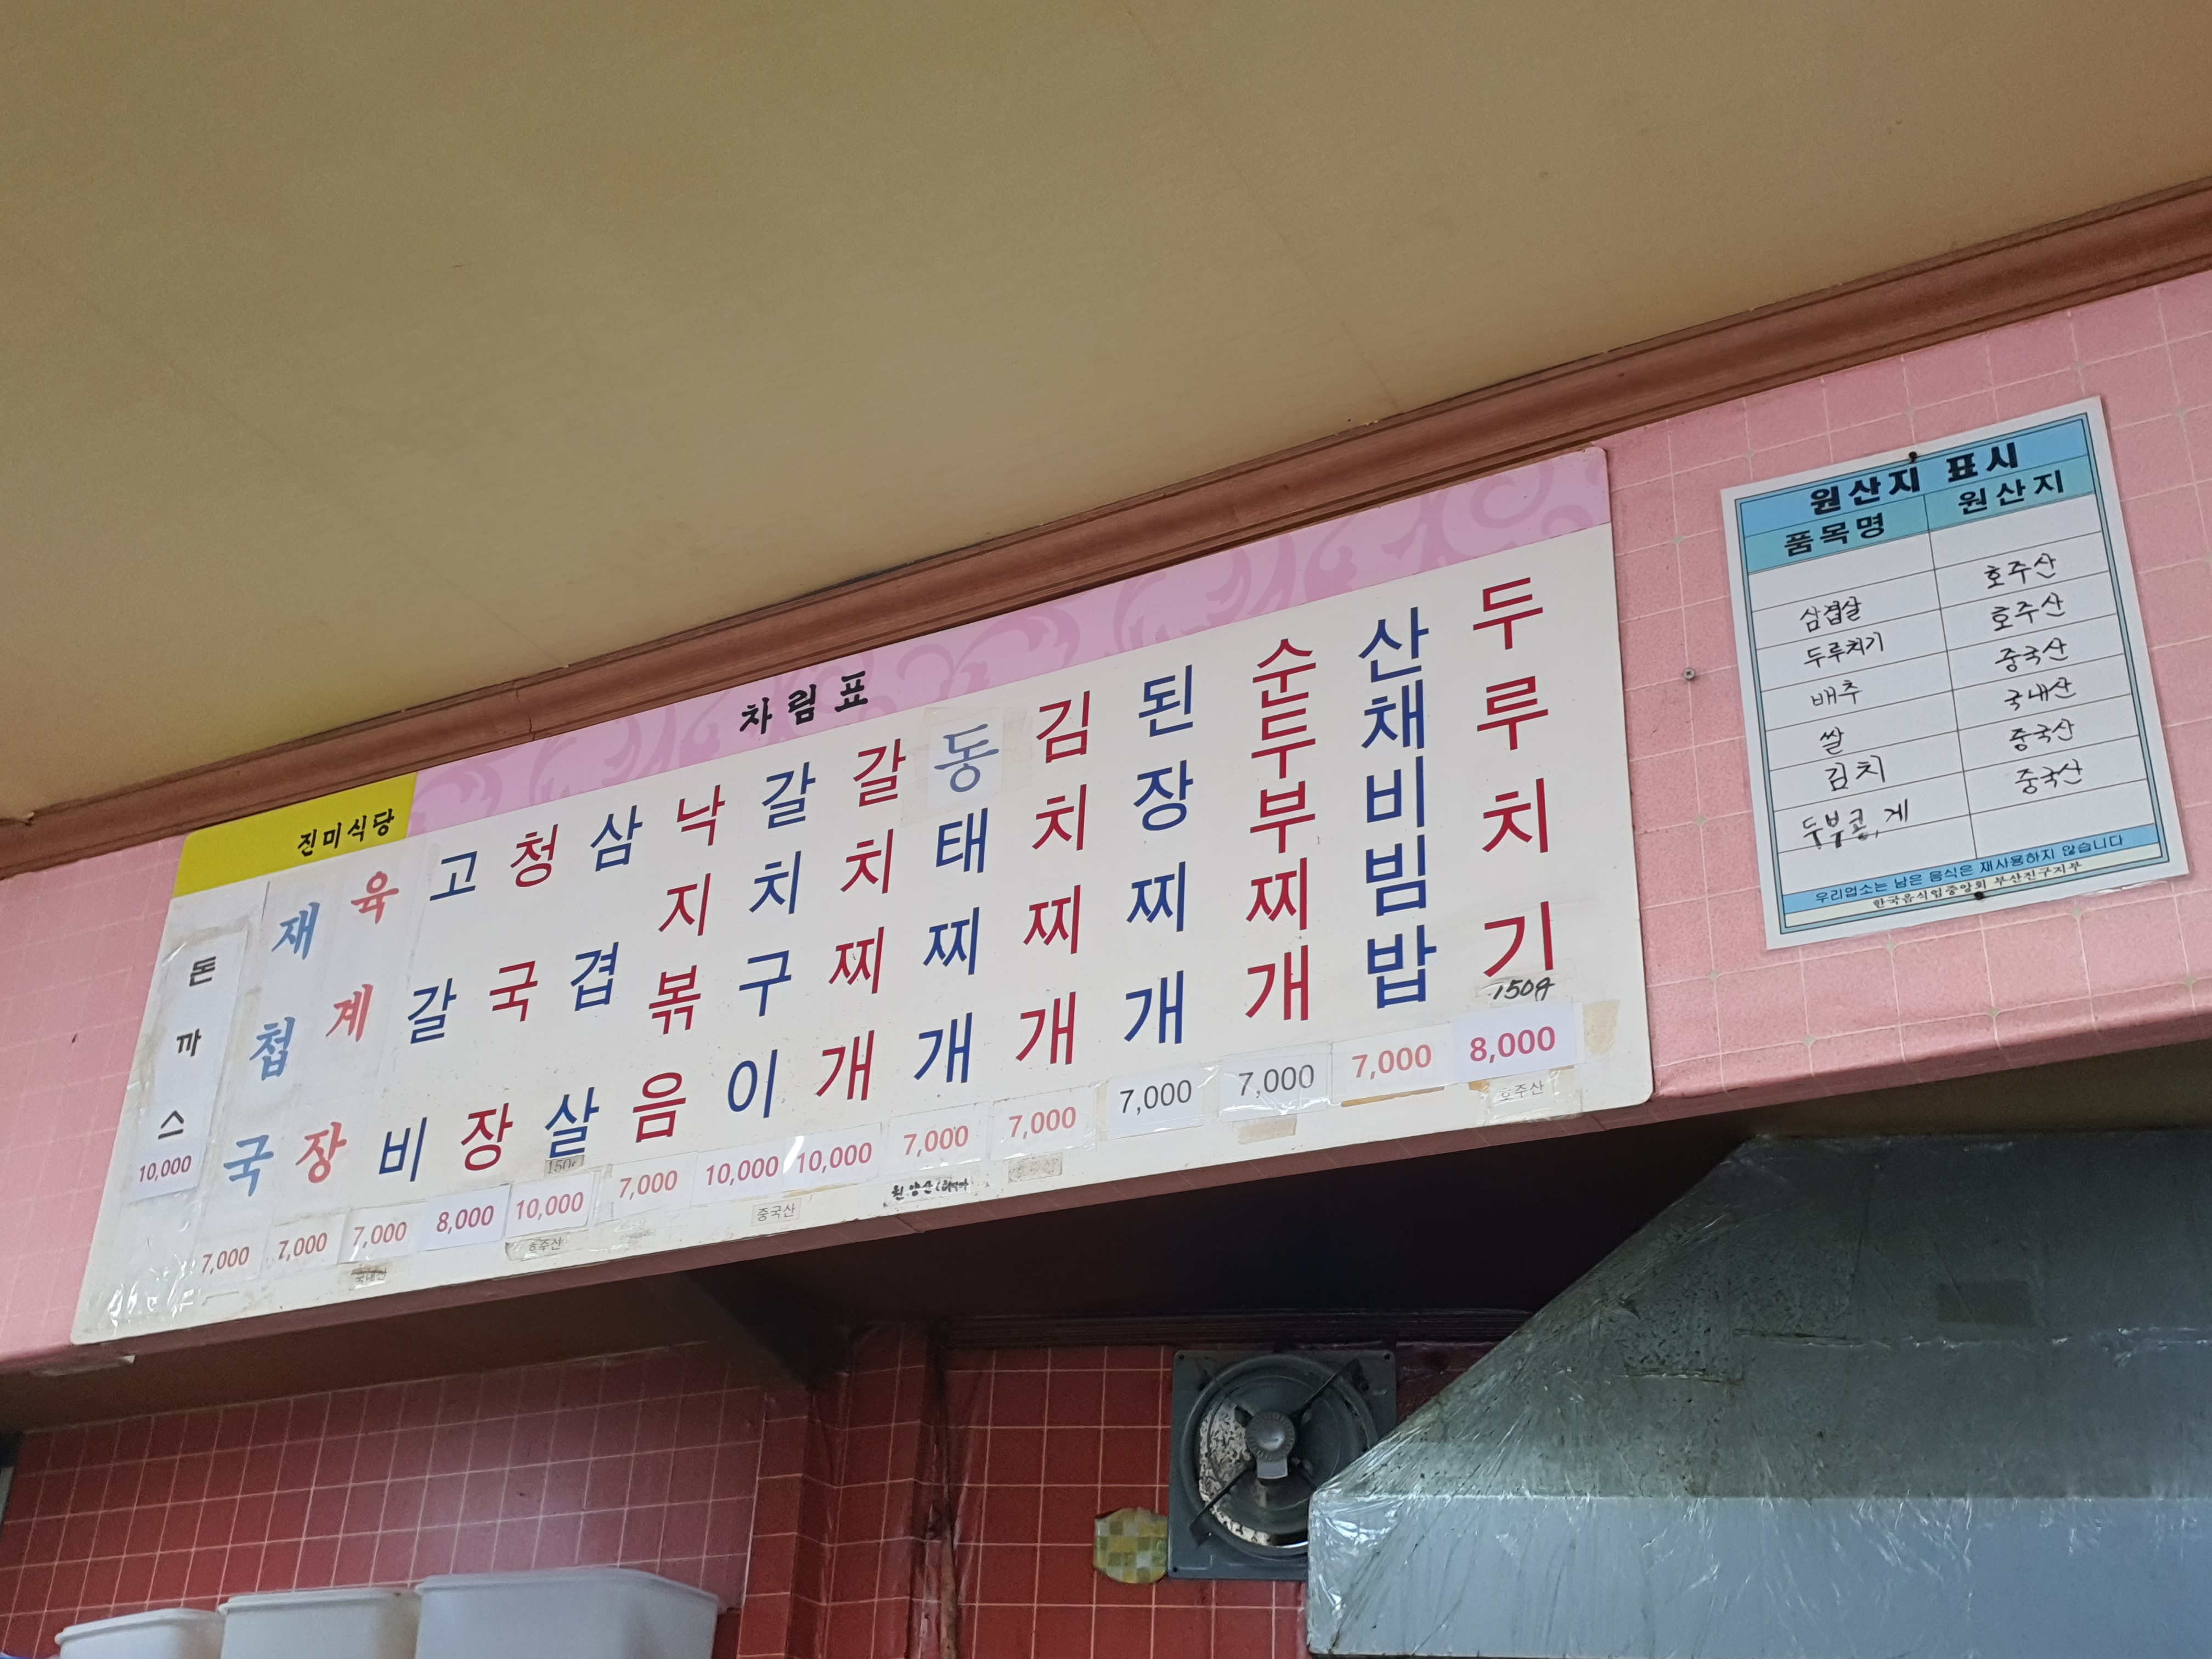 진미식당
차림표
돈까스
10,000
재첩국
7,000
육계장
7,000
고갈비
7,000
국내산
청국장
8,000
삼겹살
150g
10,000
호주산
낙지볶음
7,000
갈치구이
10,000
중국산
갈치찌개
10,000
동태찌개
7,000
원양산
김치찌개
7,000
된장찌개
7,000
순두부찌개
7,000
산채비빔밥
7,000
두루치기
150g
8,000
호주산
원산지 표시
품목명 원산지
삼겹살 호주산
두루치기 호주산
배추 중국산
쌀 국내산
김치 중국산
두부콩, 게 중국산
우리업소는 남은 음식은 재사용하지 않습니다
한국음식업중앙회 부산진구지부